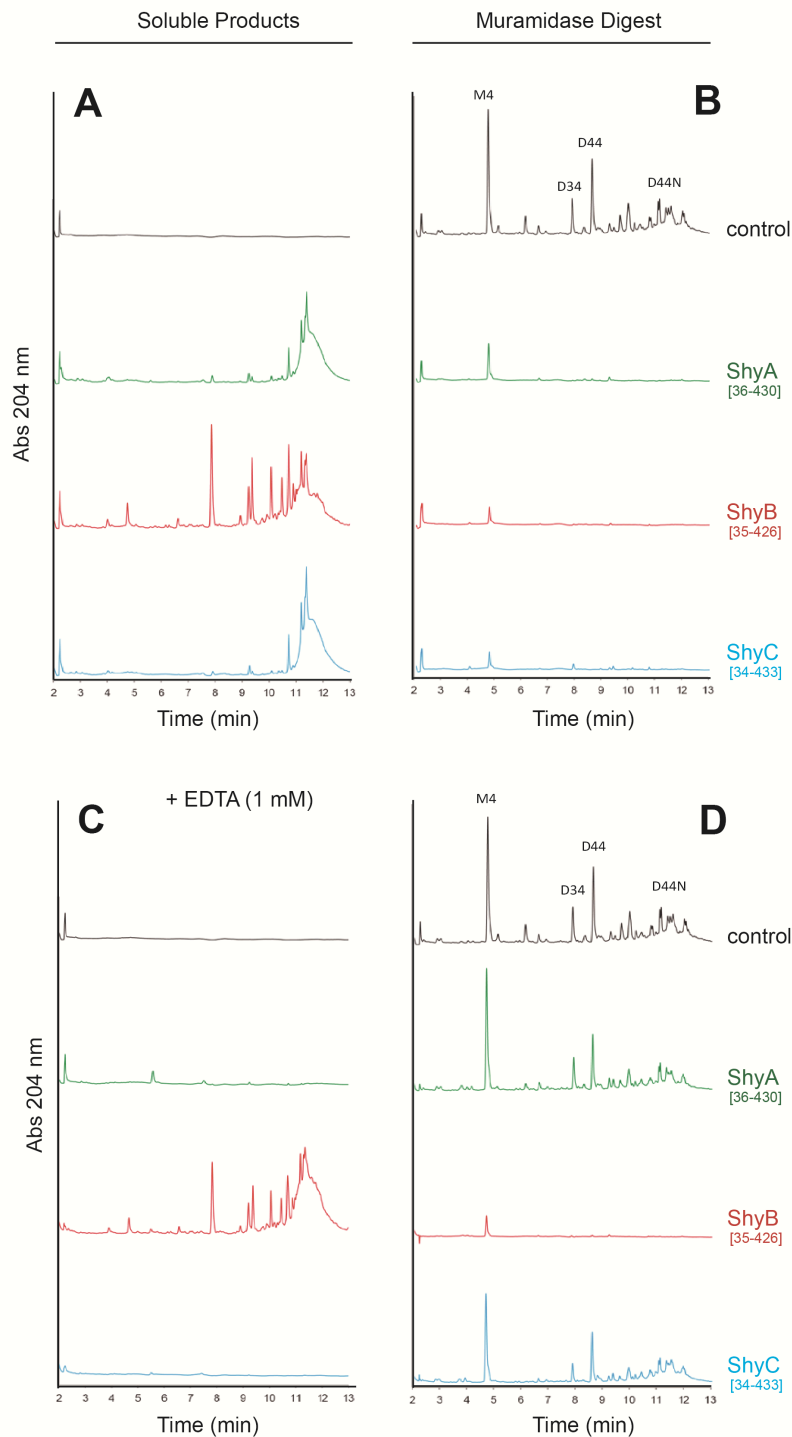 Soluble Products
Muramidase Digest
A
B
M4
D44
D34
D44N
control
ShyA
[36-430]
ShyB
[35-426]
ShyC
[34-433]
Abs 204 nm
2 3 4 5 6 7 8 9 10 11 12 13
2 3 4 5 6 7 8 9 10 11 12 13
Time (min)
Time (min)
C
+ EDTA (1 mM)
D
M4
D44
D34
D44N
control
ShyA
[36-430]
ShyB
[35-426]
ShyC
[34-433]
Abs 204 nm
2 3 4 5 6 7 8 9 10 11 12 13
2 3 4 5 6 7 8 9 10 11 12 13
Time (min)
Time (min)